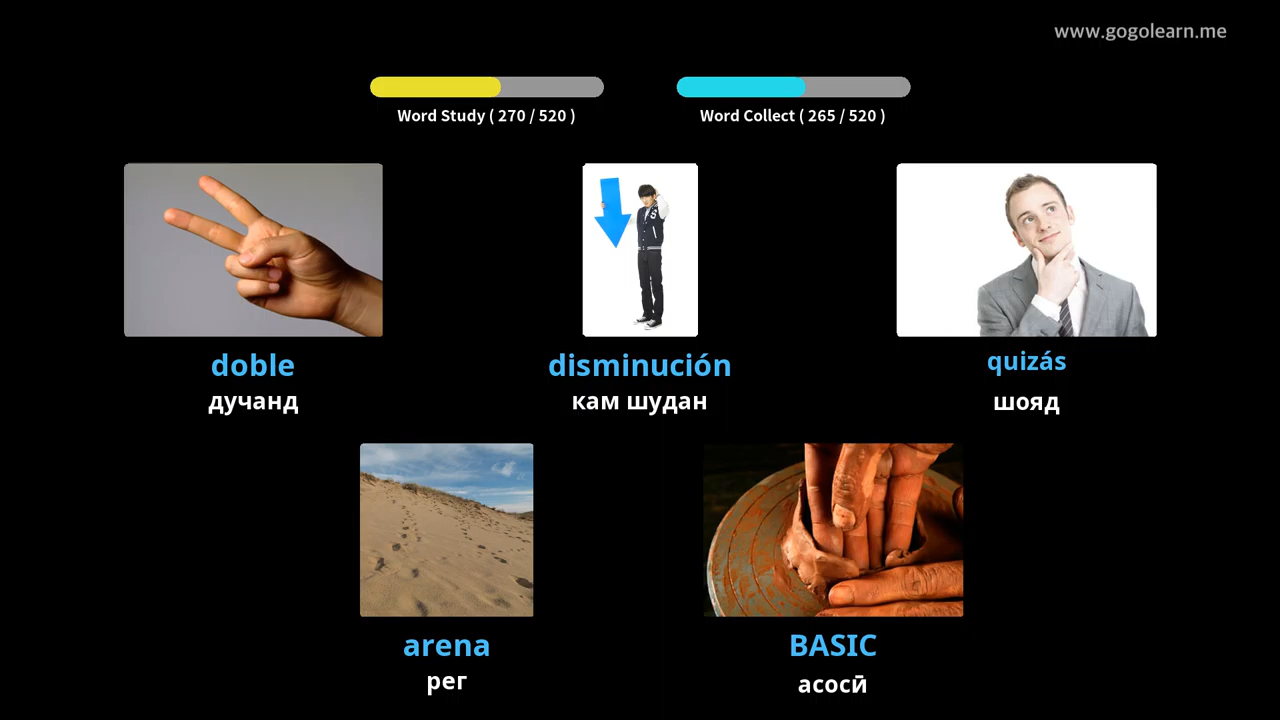 www.gogolearn.me
Word Study ( 270 / 520 )
Word Collect ( 265 / 520 )
doble
дучанд
disminución
кам шудан
quizás
шояд
arena
рег
BASIC
асосӣ